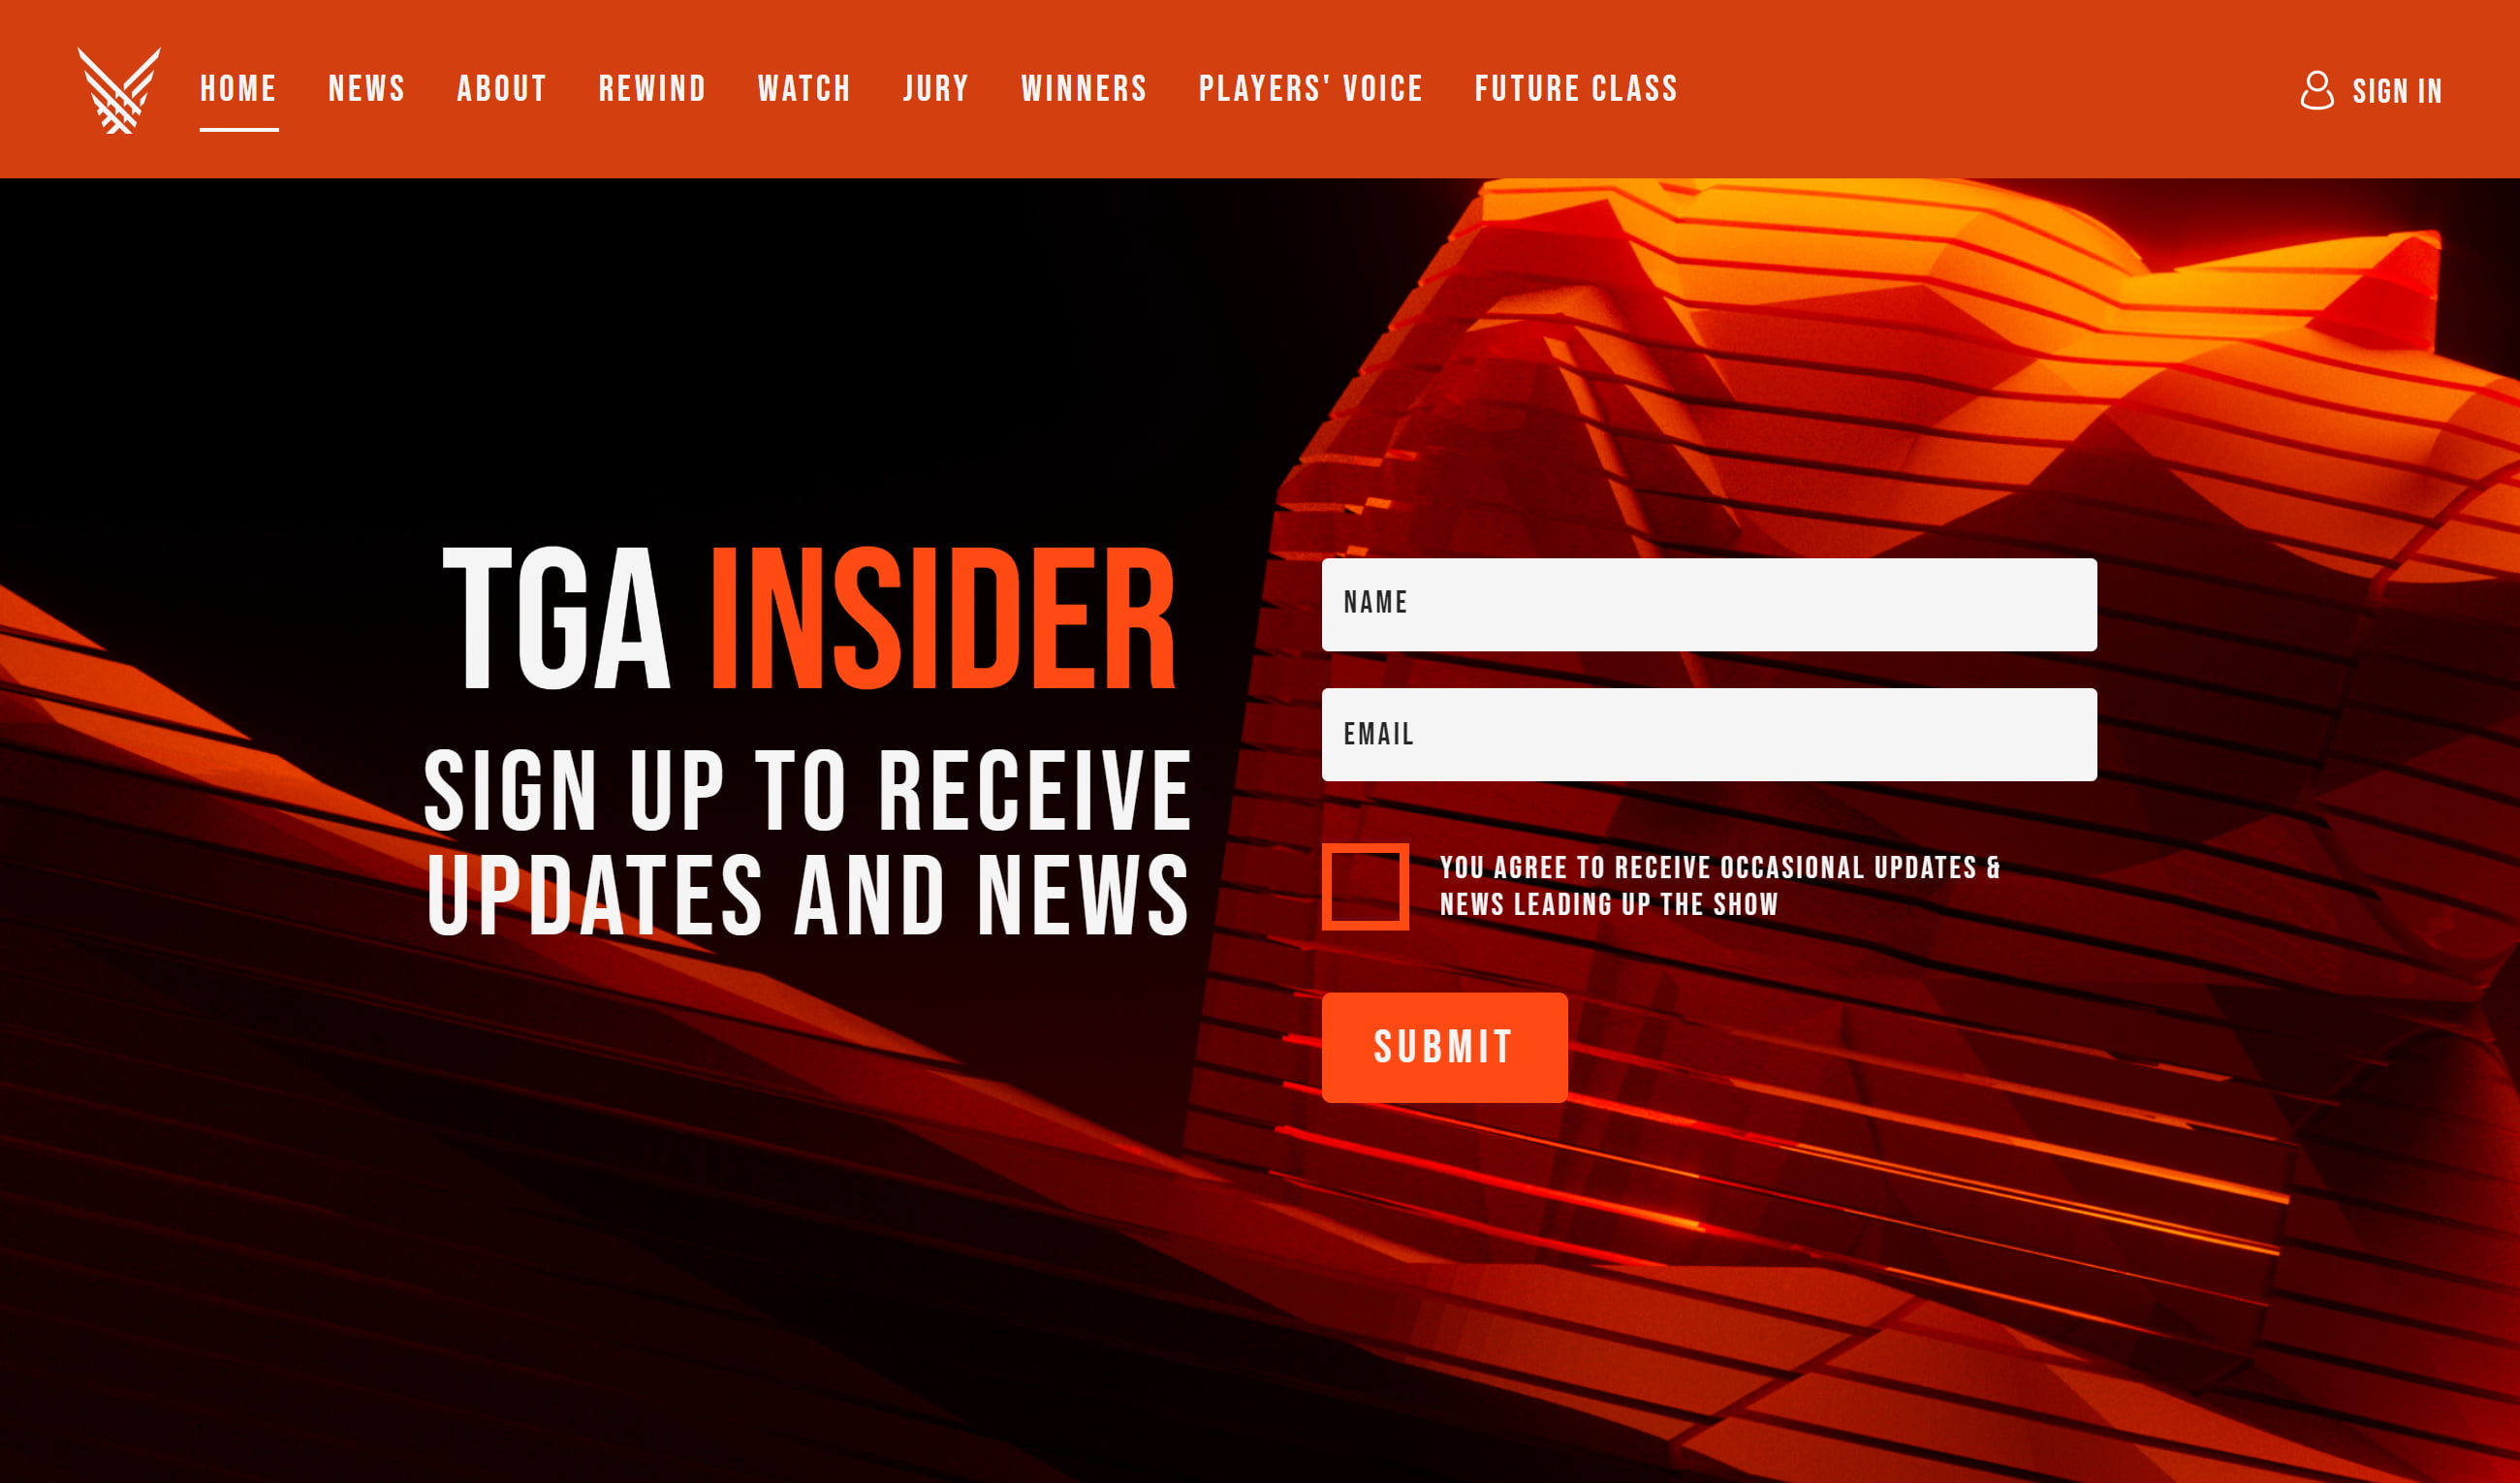 HOME NEWS ABOUT REWIND WATCH JURY WINNERS PLAYERS' VOICE FUTURE CLASS SIGN IN
TGA INSIDER
SIGN UP TO RECEIVE
UPDATES AND NEWS
NAME
EMAIL
YOU AGREE TO RECEIVE OCCASIONAL UPDATES &
NEWS LEADING UP THE SHOW
SUBMIT